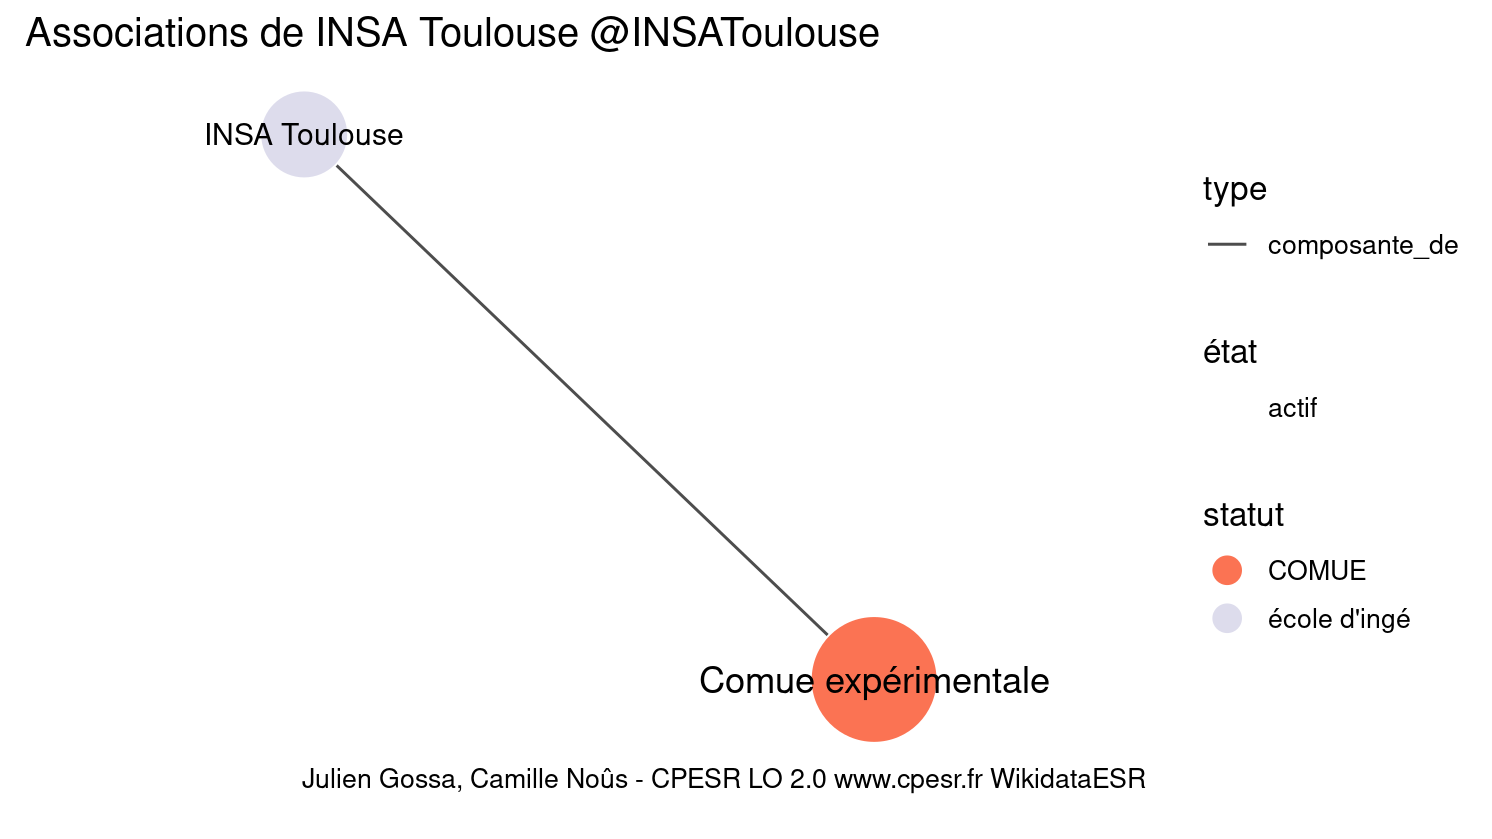 Associations de INSA Toulouse @INSAToulouse
INSA Toulouse
type
composante_de
état
actif
statut
COMUE
école d'ingé
Comue expérimentale
Julien Gossa, Camille Noûs - CPESR LO 2.0 www.cpesr.fr WikidataESR